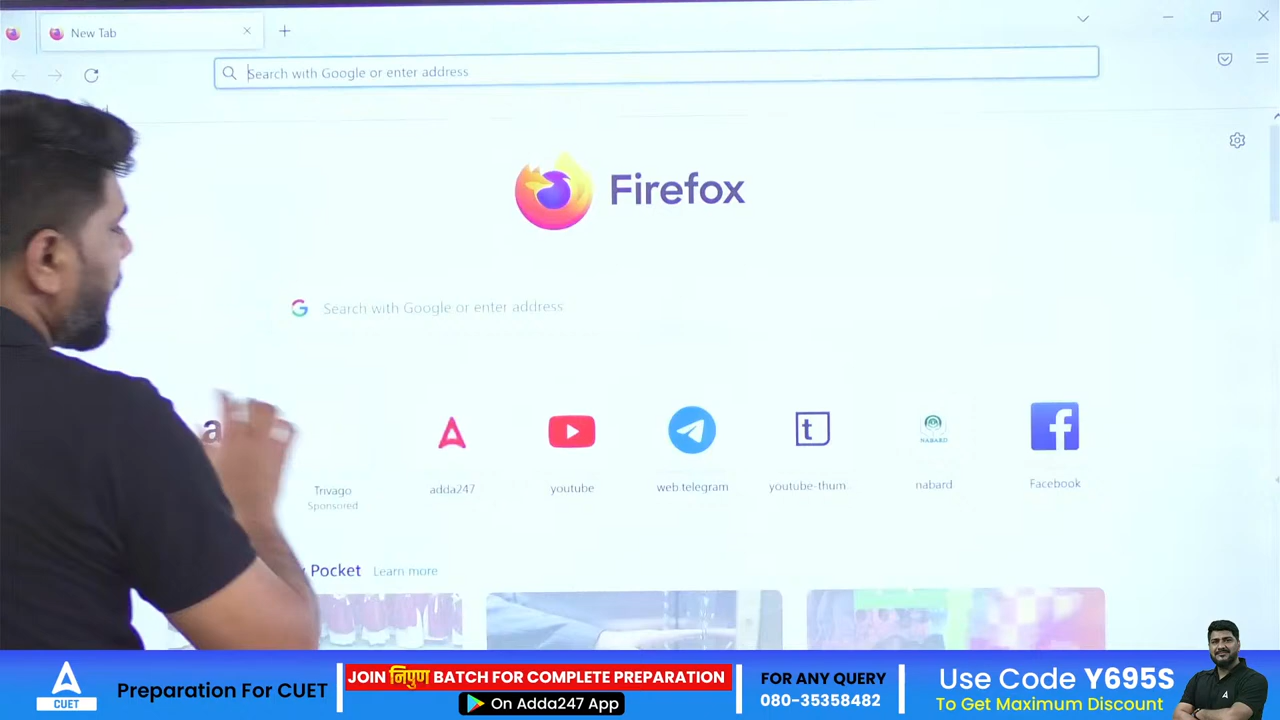 New Tab
Search with Google or enter address
Firefox
Search with Google or enter address
a
Trivago
Sponsored
adda247
youtube
web.telegram
t
youtube-thum
NABARD
nabard
Facebook
Pocket Learn more
CUET
Preparation For CUET
JOIN निपुण BATCH FOR COMPLETE PREPARATION
On Adda247 App
FOR ANY QUERY
080-35358482
Use Code Y695S
To Get Maximum Discount